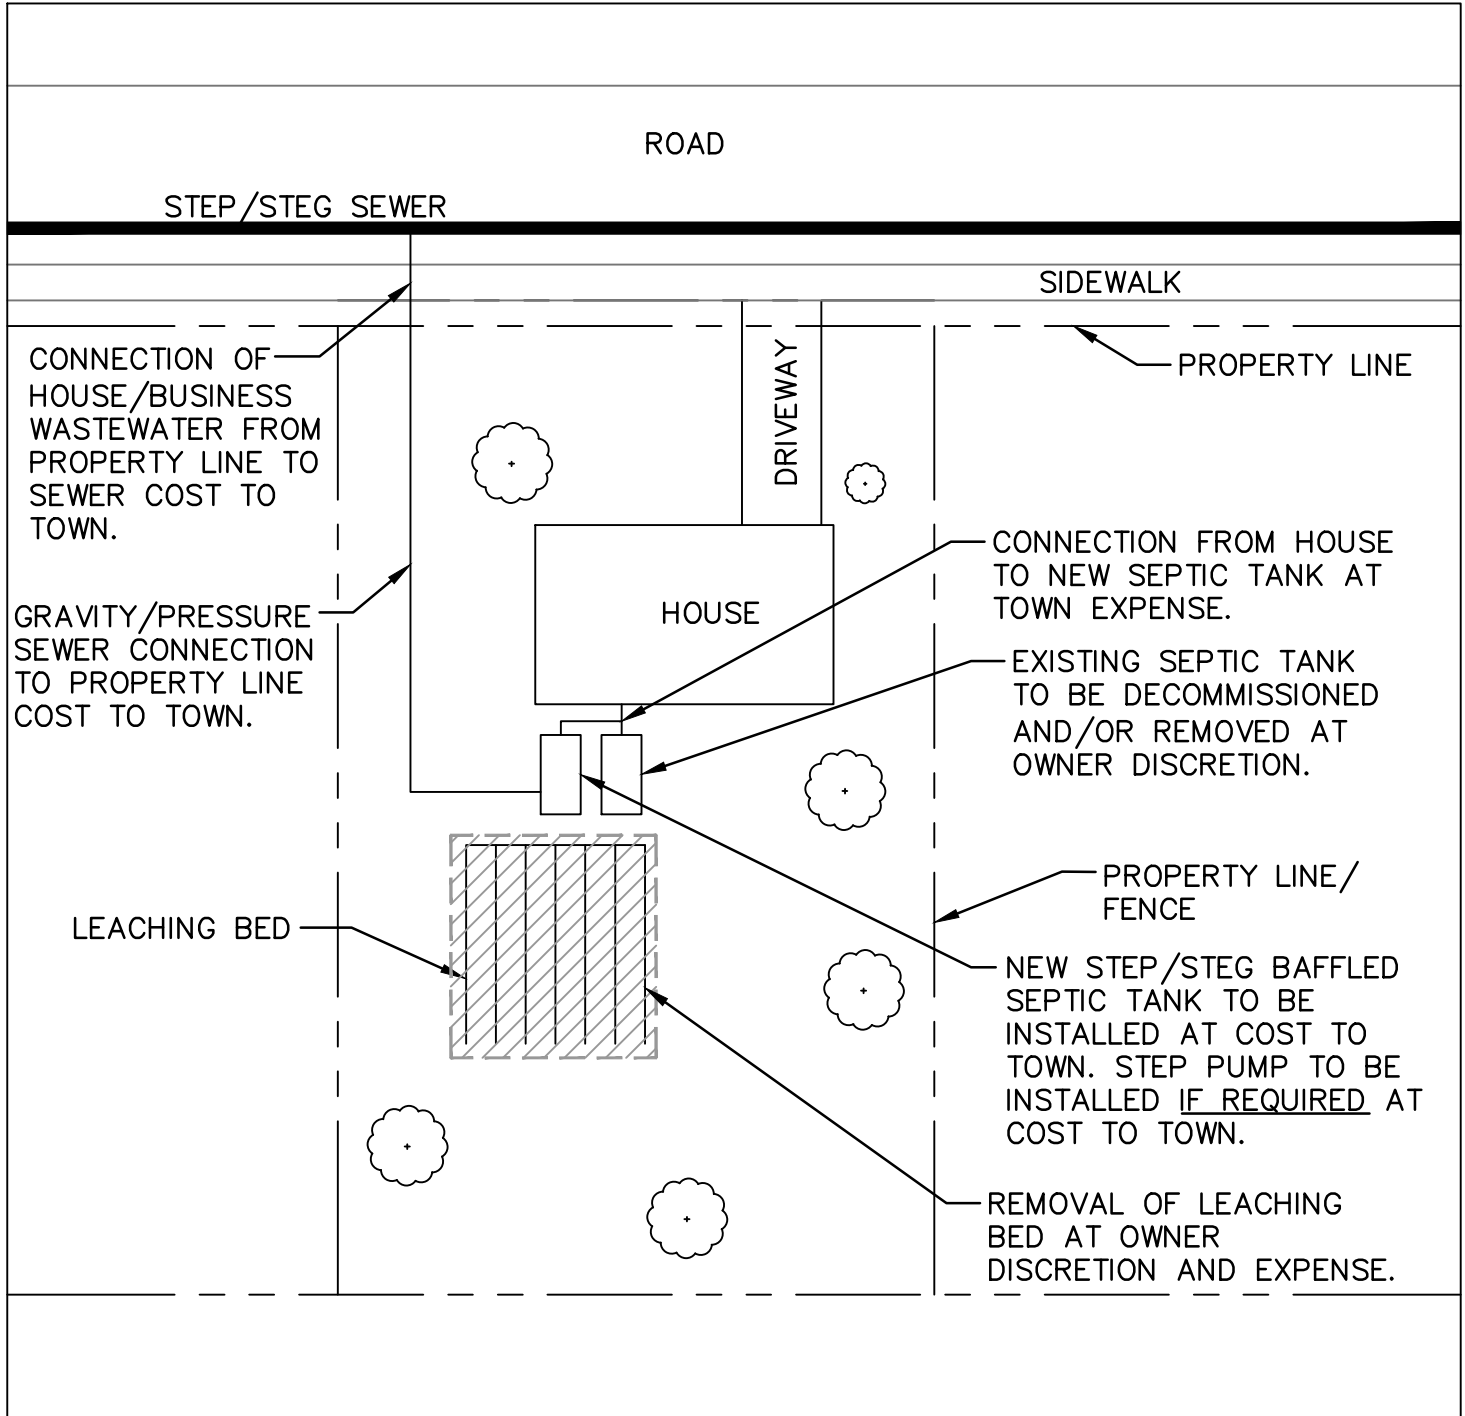 ROAD
STEP/STEG SEWER
SIDEWALK
PROPERTY LINE
DRIVEWAY
CONNECTION OF
HOUSE/BUSINESS
WASTEWATER FROM
PROPERTY LINE TO
SEWER COST TO
TOWN.
GRAVITY/PRESSURE
SEWER CONNECTION
TO PROPERTY LINE
COST TO TOWN.
HOUSE
CONNECTION FROM HOUSE
TO NEW SEPTIC TANK AT
TOWN EXPENSE.
EXISTING SEPTIC TANK
TO BE DECOMMISSIONED
AND/OR REMOVED AT
OWNER DISCRETION.
LEACHING BED
PROPERTY LINE/
FENCE
NEW STEP/STEG BAFFLED
SEPTIC TANK TO BE
INSTALLED AT COST TO
TOWN. STEP PUMP TO BE
INSTALLED IF REQUIRED AT
COST TO TOWN.
REMOVAL OF LEACHING
BED AT OWNER
DISCRETION AND EXPENSE.